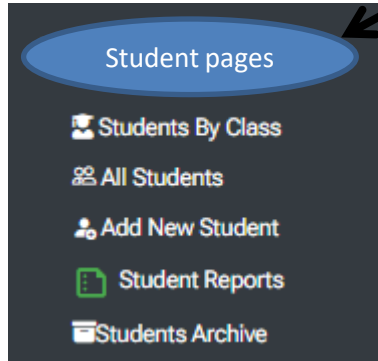 Student pages
Students By Class
All Students
Add New Student
Student Reports
Students Archive